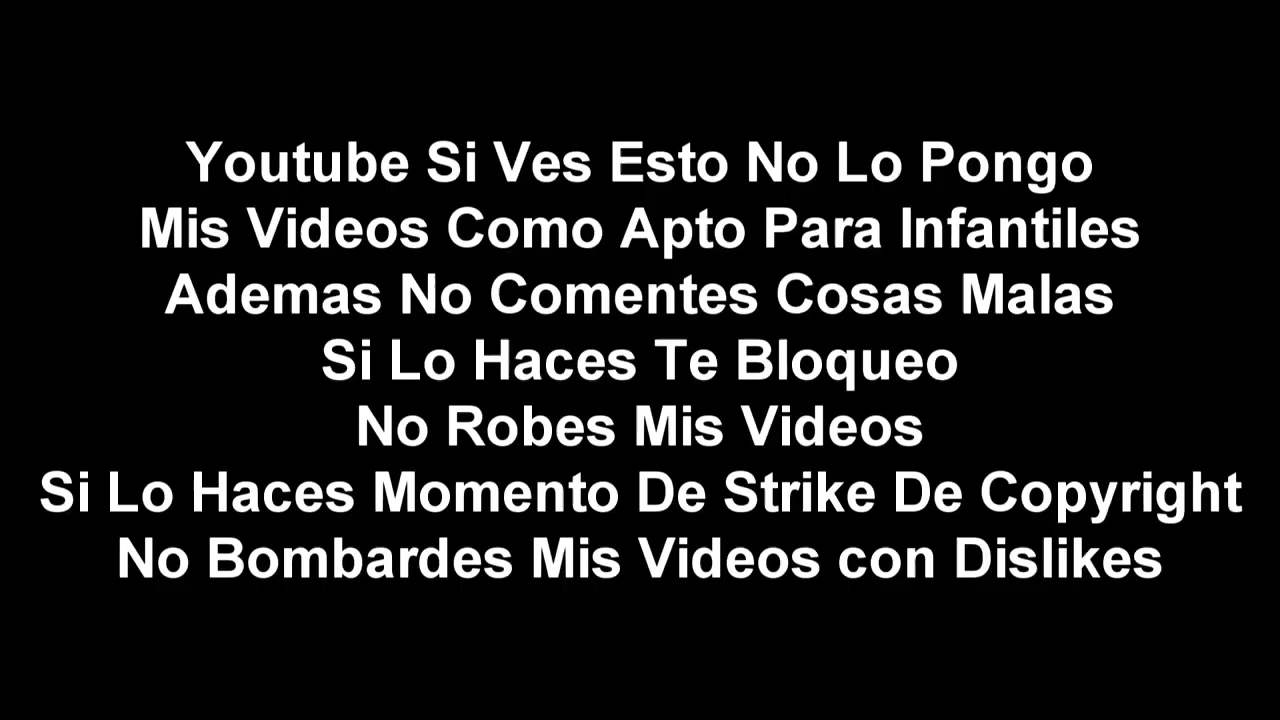 Youtube Si Ves Esto No Lo Pongo
Mis Videos Como Apto Para Infantiles
Ademas No Comentes Cosas Malas
Si Lo Haces Te Bloqueo
No Robes Mis Videos
Si Lo Haces Momento De Strike De Copyright
No Bombardes Mis Videos con Dislikes